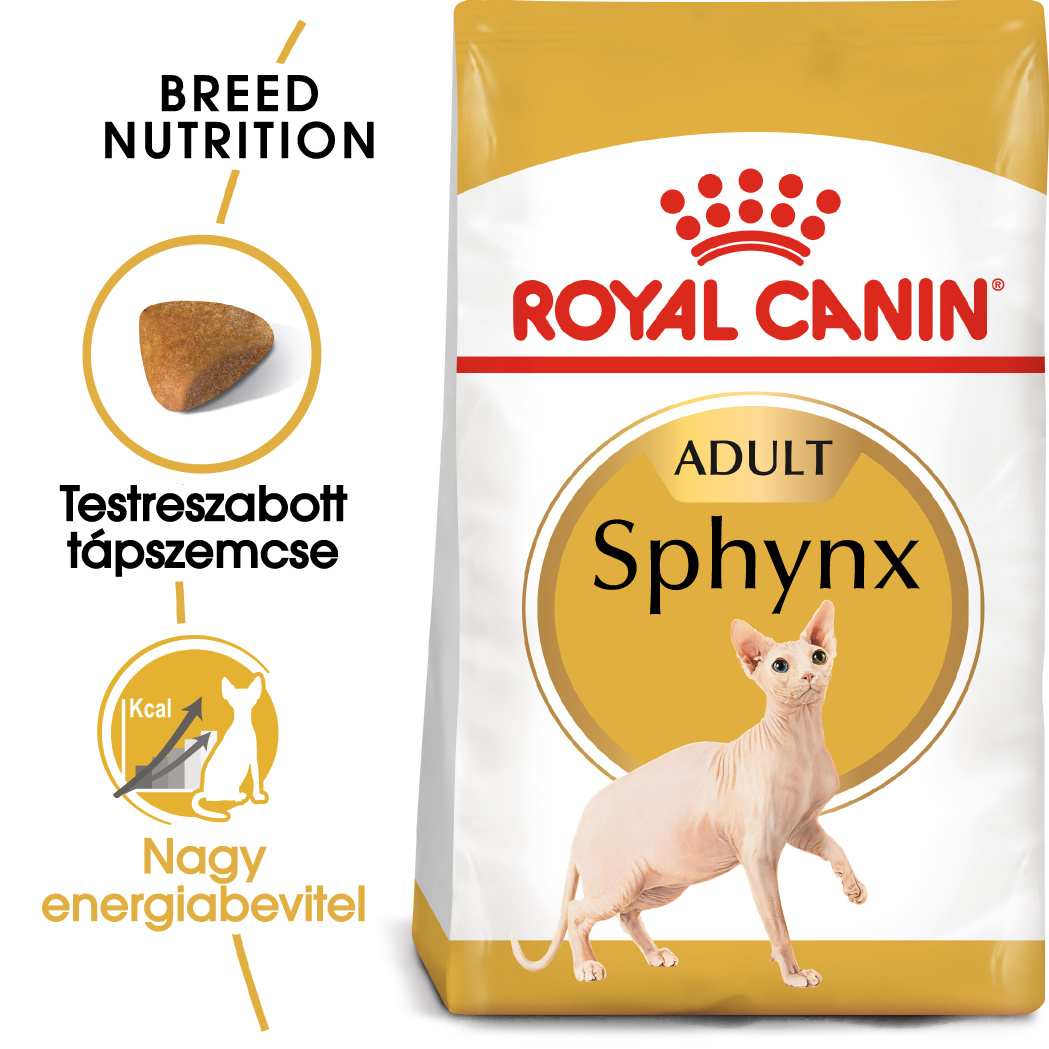 BREED
NUTRITION
Testreszabott
tápszemcse
Kcal
Nagy
energiabevitel
ROYAL CANIN®
ADULT
Sphynx